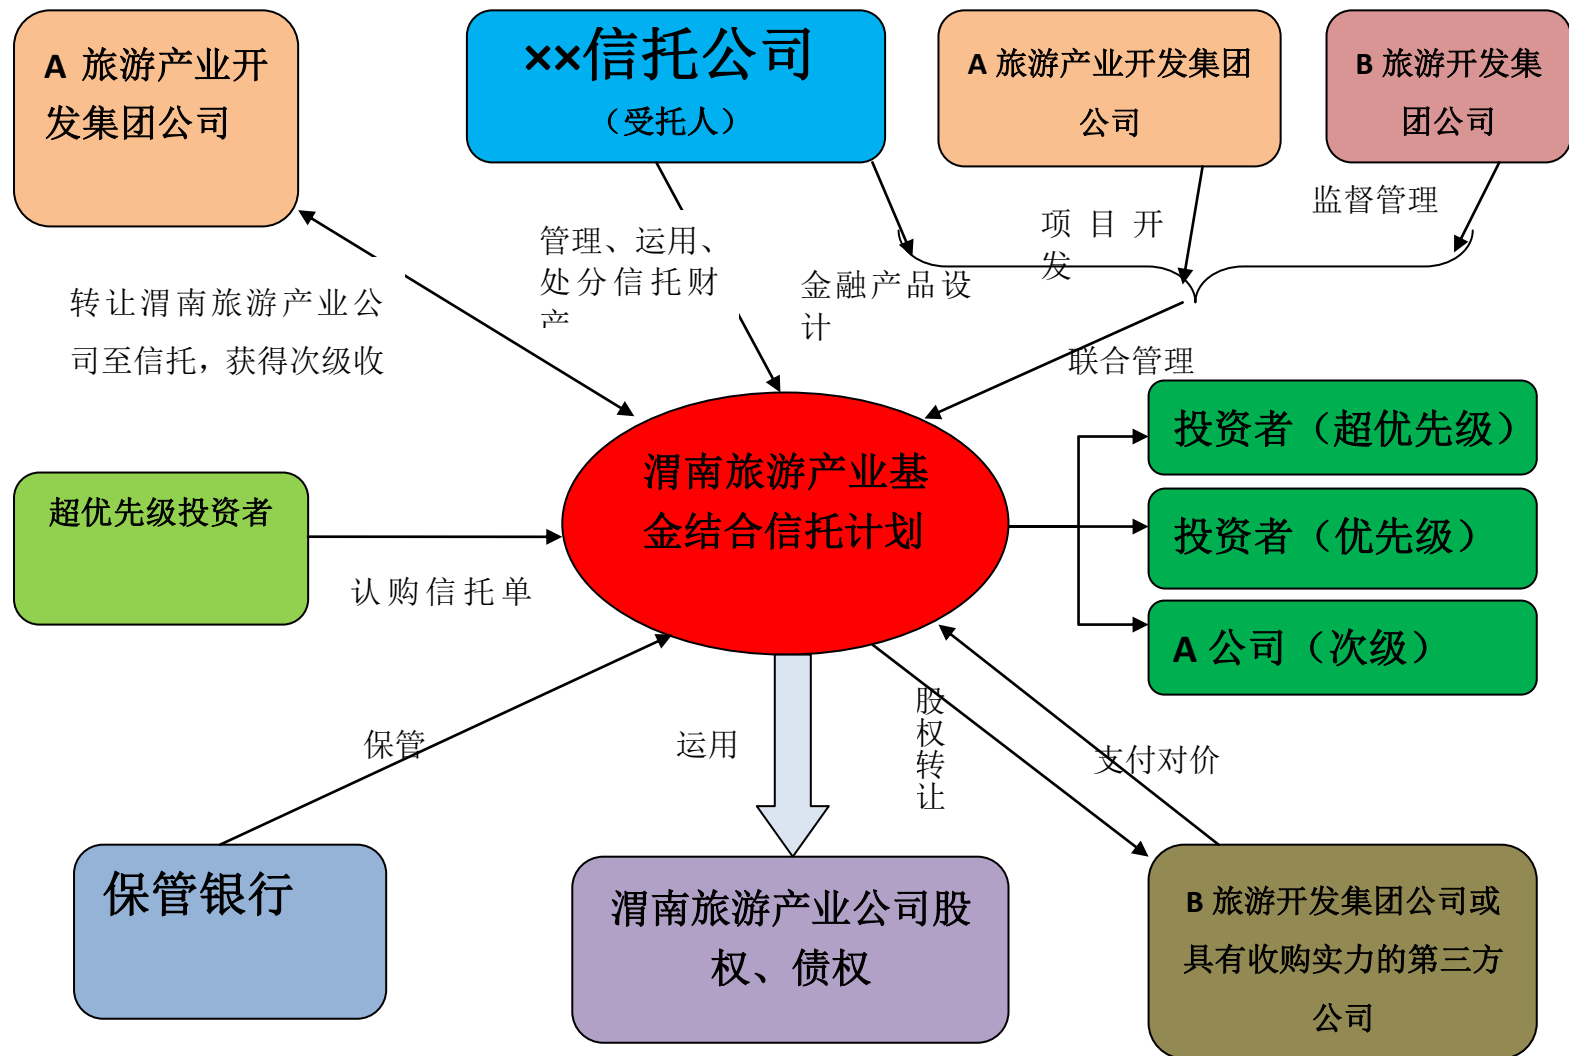 A 旅游产业开
发集团公司
××信托公司
（受托人）
A 旅游产业开发集团
公司
B 旅游开发集
团公司
监督管理
项目开
发
管理、运用、
处分信托财
产
金融产品设
计
转让渭南旅游产业公
司至信托，获得次级收
联合管理
渭南旅游产业基
金结合信托计划
投资者（超优先级）
投资者（优先级）
A 公司（次级）
超优先级投资者
认购信托单
保管
运用
股
权
转
让
支付对价
保管银行
渭南旅游产业公司股
权、债权
B 旅游开发集团公司或
具有收购实力的第三方
公司